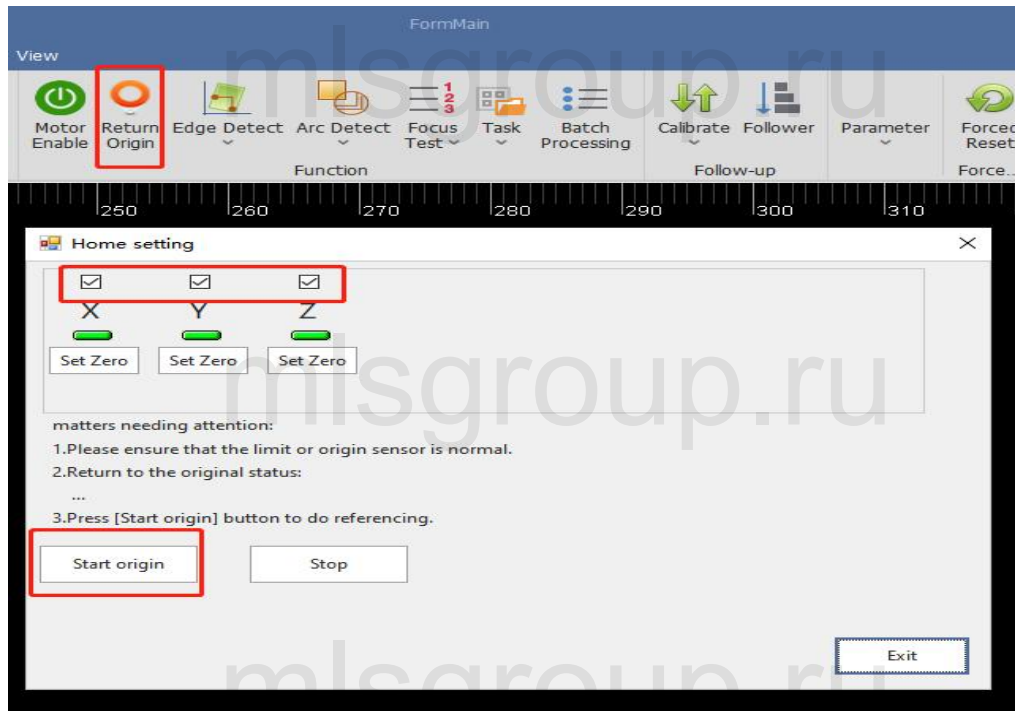 FormMain
View
Motor Enable
Return Origin
Edge Detect
Arc Detect
1
2
3
Focus Test
Task
Batch Processing
Calibrate
Follower
Parameter
Forced Reset
Function
Follow-up
Force...
250 260 270 280 290 300 310
Home setting
X Y Z
Set Zero Set Zero Set Zero
matters needing attention:
1.Please ensure that the limit or origin sensor is normal.
2.Return to the original status:
...
3.Press [Start origin] button to do referencing.
Start origin Stop
Exit
mlsgroup.ru
mlsgroup.ru
mlsgroup.ru